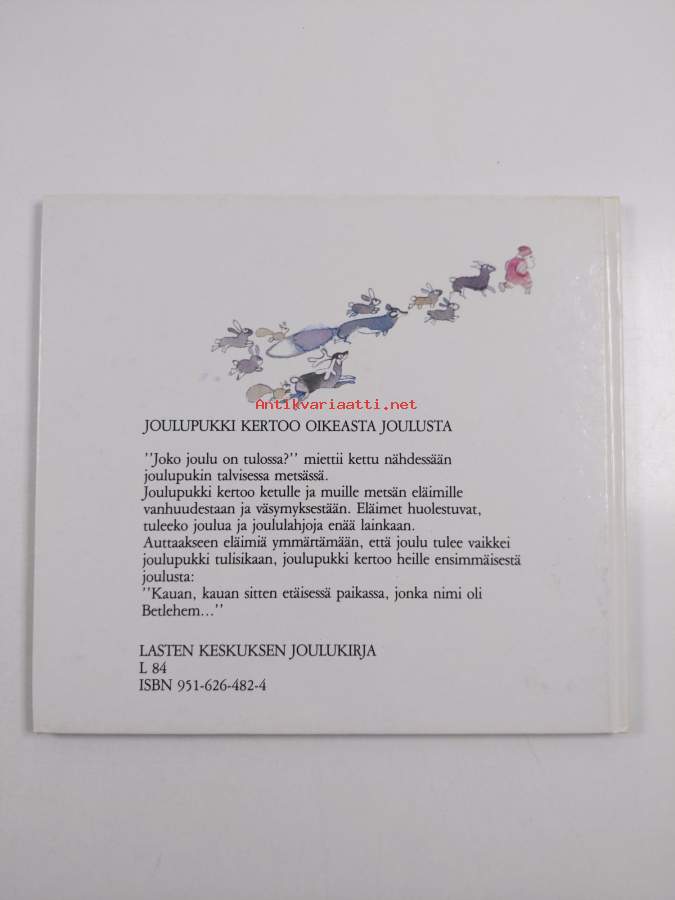 Antikvariaatti.net
JOULUPUKKI KERTOO OIKEASTA JOULUSTA
''Joko joulu on tulossa?'' miettii kettu nähdessään
joulupukin talvisessa metsässä.
Joulupukki kertoo ketulle ja muille metsän eläimille
vanhuudestaan ja väsymyksestään. Eläimet huolestuvat,
tuleeko joulua ja joululahjoja enää lainkaan.
Auttaakseen eläimiä ymmärtämään, että joulu tulee vaikkei
joulupukki tulisikaan, joulupukki kertoo heille ensimmäisestä
joulusta:
''Kauan, kauan sitten etäisessä paikassa, jonka nimi oli
Betlehem...''
LASTEN KESKUKSEN JOULUKIRJA
L 84
ISBN 951-626-482-4